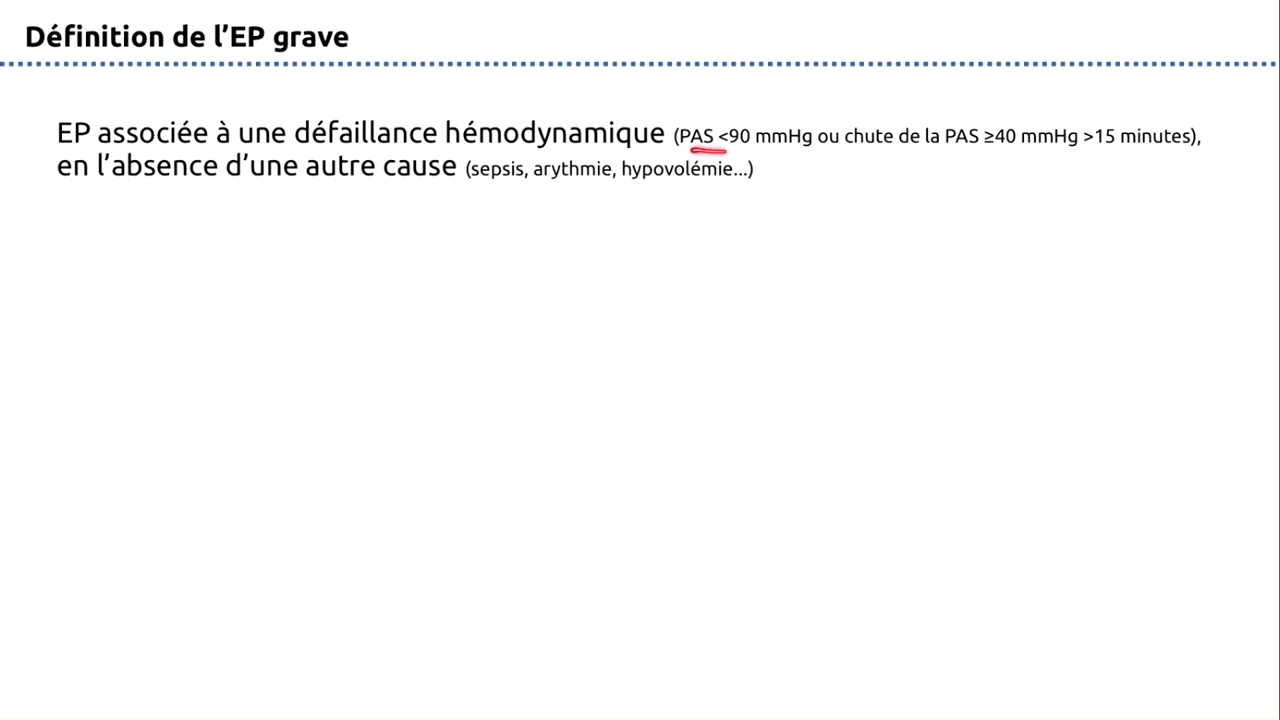 Définition de l’EP grave
EP associée à une défaillance hémodynamique (PAS <90 mmHg ou chute de la PAS ≥40 mmHg >15 minutes),
en l’absence d’une autre cause (sepsis, arythmie, hypovolémie...)